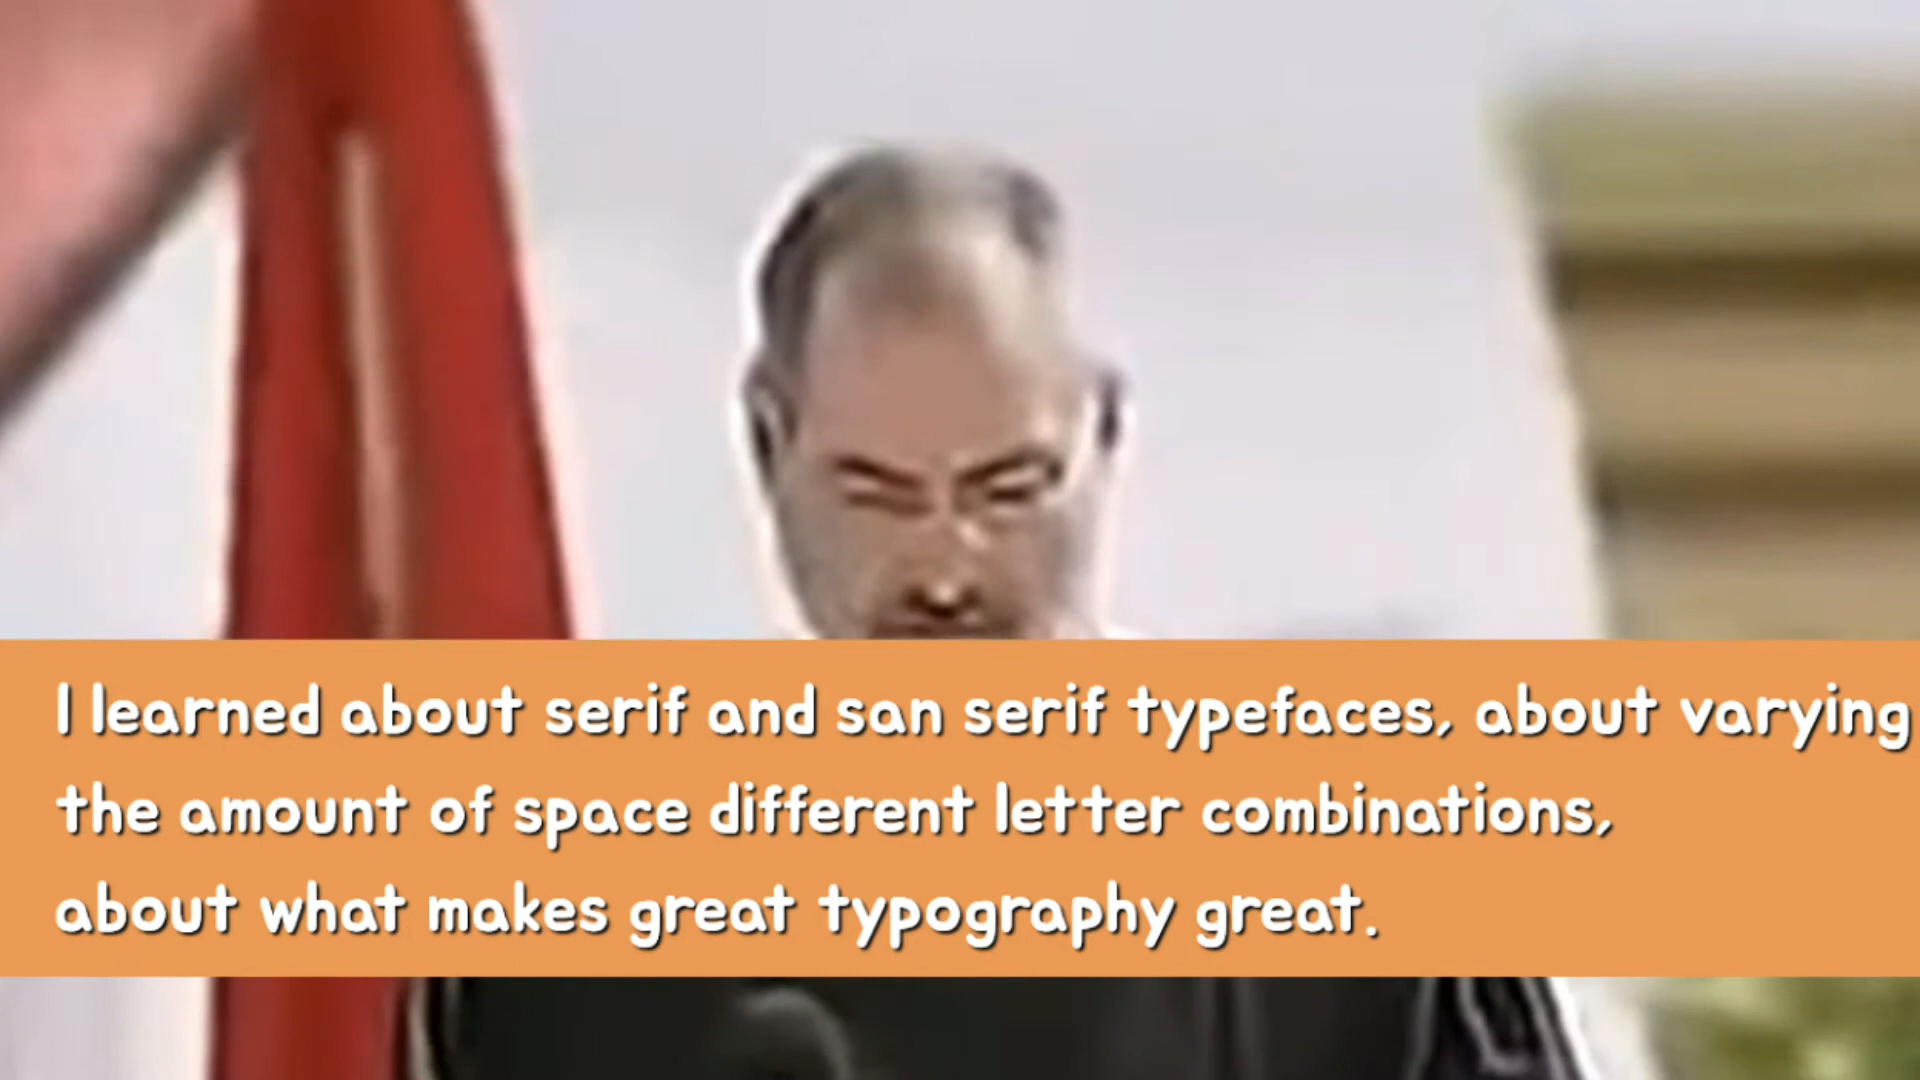 I learned about serif and san serif typefaces, about varying
the amount of space different letter combinations,
about what makes great typography great.